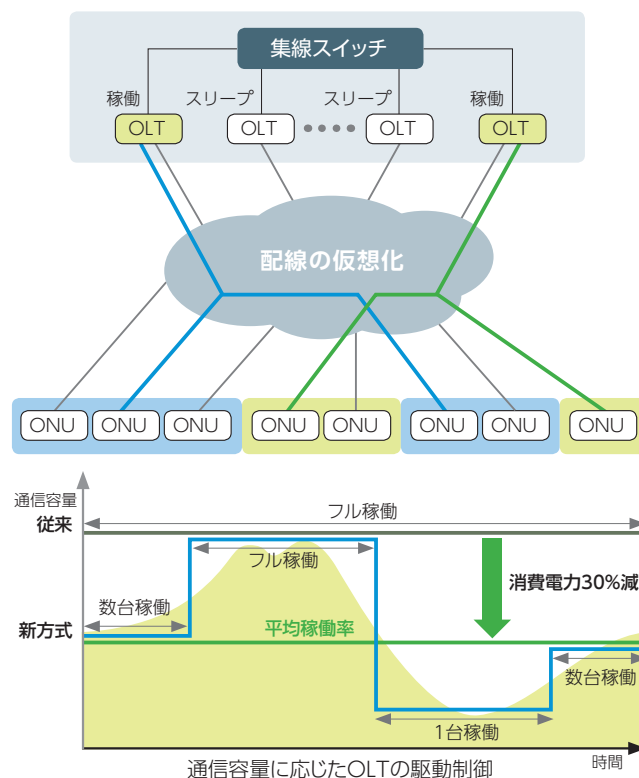 集線スイッチ
稼働 スリープ スリープ 稼働
OLT OLT OLT OLT
配線の仮想化
ONU ONU ONU ONU ONU ONU ONU ONU
通信容量
従来
フル稼働
フル稼働
消費電力30%減
数台稼働
新方式
平均稼働率
数台稼働
1台稼働
時間
通信容量に応じたOLTの駆動制御